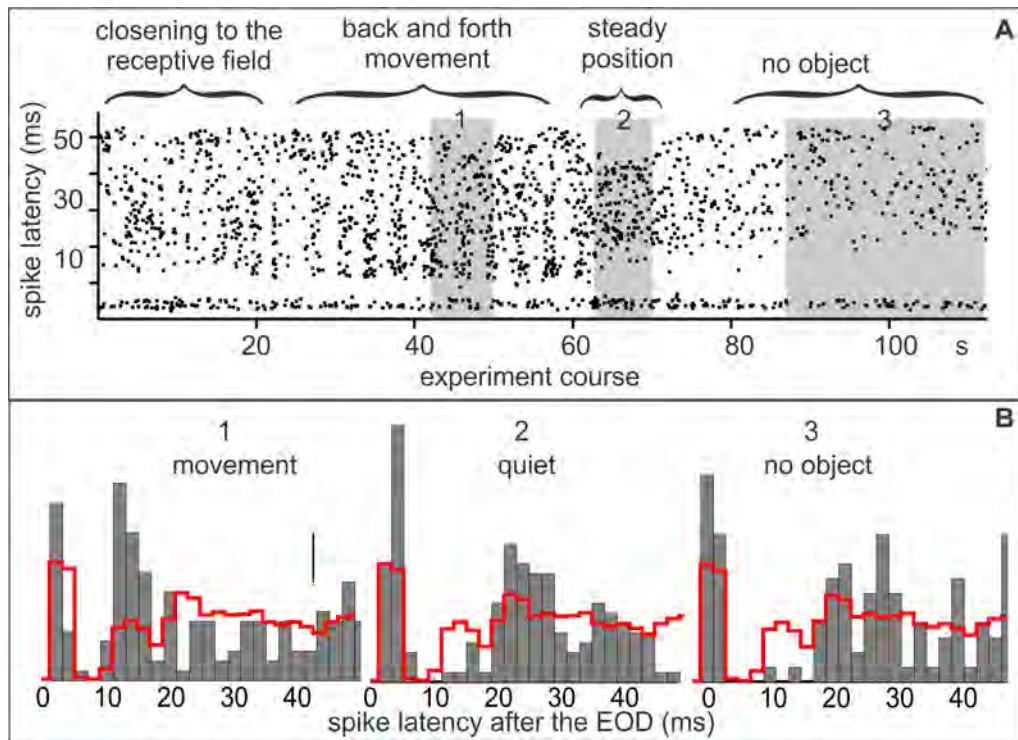 A
closening to the
receptive field
back and forth
movement
steady
position
no object
1
2
3
spike latency (ms)
50
30
30
10
20
40
60
80
100
s
experiment course
B
1
movement
2
quiet
3
no object
0
10
20
30
40
0
10
20
30
40
0
10
20
30
40
spike latency after the EOD (ms)